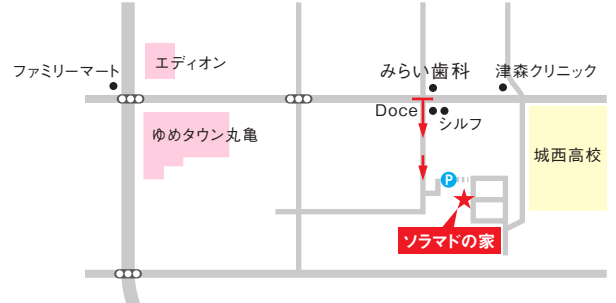 エディオン
ファミリーマート
みらい歯科
津森クリニック
Doce
シルフ
ゆめタウン丸亀
城西高校
P
ソラマドの家